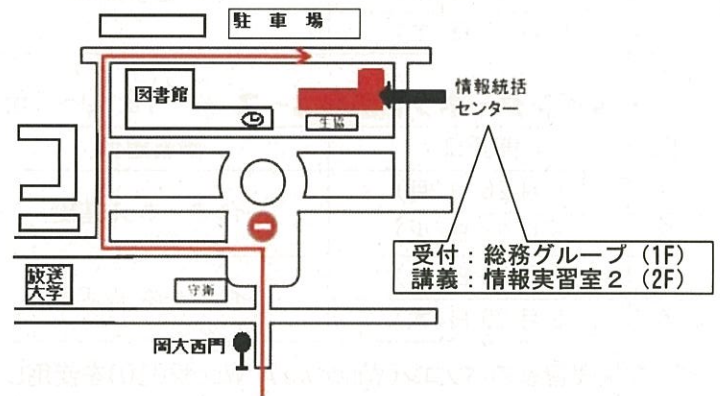 駐車場
図書館
情報統括
センター
生協
受付：総務グループ（1F）
講義：情報実習室２（2F）
放送
大学
守衛
岡大西門